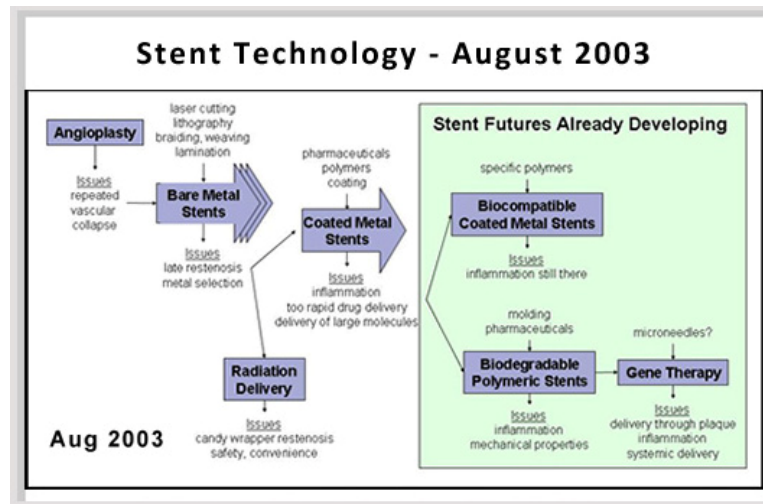 Stent Technology - August 2003
Angioplasty
Issues
repeated
vascular
collapse
laser cutting
lithography
braiding, weaving
lamination
Bare Metal
Stents
Issues
late restenosis
metal selection
Radiation
Delivery
Issues
candy wrapper restenosis
safety, convenience
pharmaceuticals
polymers
coating
Coated Metal
Stents
Issues
inflammation
too rapid drug delivery
delivery of large molecules
Stent Futures Already Developing
specific polymers
Biocompatible
Coated Metal Stents
Issues
inflammation still there
molding
pharmaceuticals
Biodegradable
Polymeric Stents
Issues
inflammation
mechanical properties
microneedles?
Gene Therapy
Issues
delivery through plaque
inflammation
systemic delivery
Aug 2003